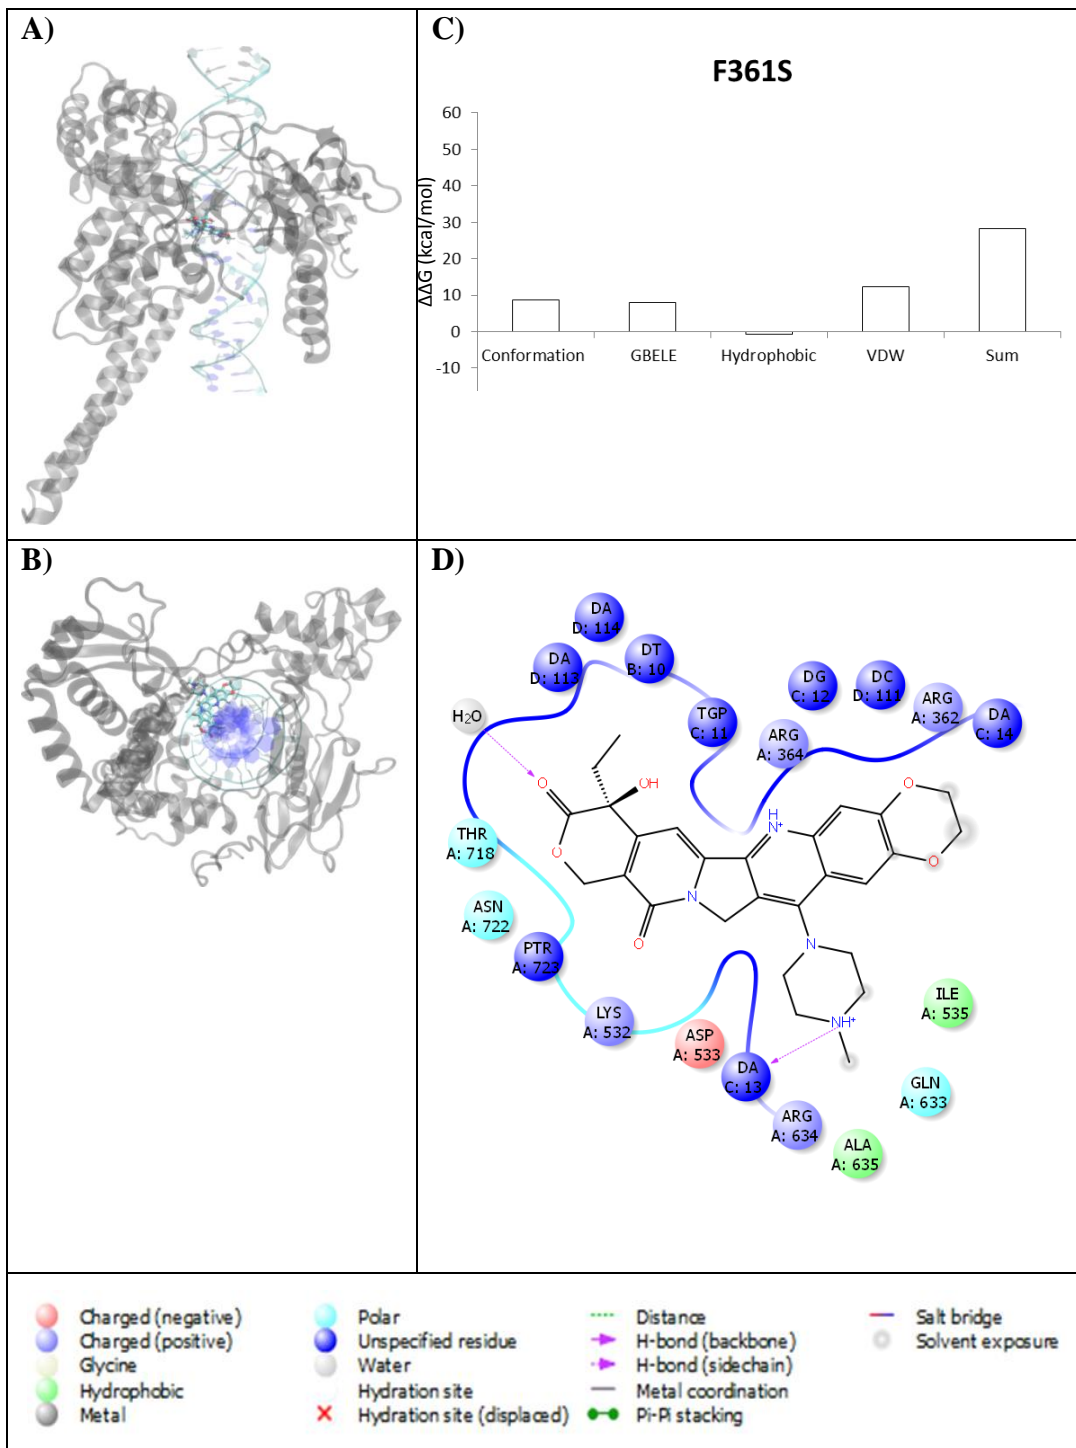 A)
C)
F361S
ΔΔG (kcal/mol)
60
50
40
30
20
10
0
-10
Conformation GBELE Hydrophobic VDW Sum
B)
D)
DA
D: 114
DA
D: 113
DT
B: 10
H₂O
TGP
C: 11
DG
C: 12
DC
D: 111
ARG
A: 362
DA
C: 14
ARG
A: 364
O
OH
O
O
H
N⁺
O
O
N
N
NH⁺
THR
A: 718
ASN
A: 722
PTR
A: 723
LYS
A: 532
ASP
A: 533
DA
C: 13
ILE
A: 535
GLN
A: 633
ARG
A: 634
ALA
A: 635
Charged (negative)
Charged (positive)
Glycine
Hydrophobic
Metal
Polar
Unspecified residue
Water
Hydration site
Hydration site (displaced)
Distance
H-bond (backbone)
H-bond (sidechain)
Metal coordination
Pi-Pi stacking
Salt bridge
Solvent exposure